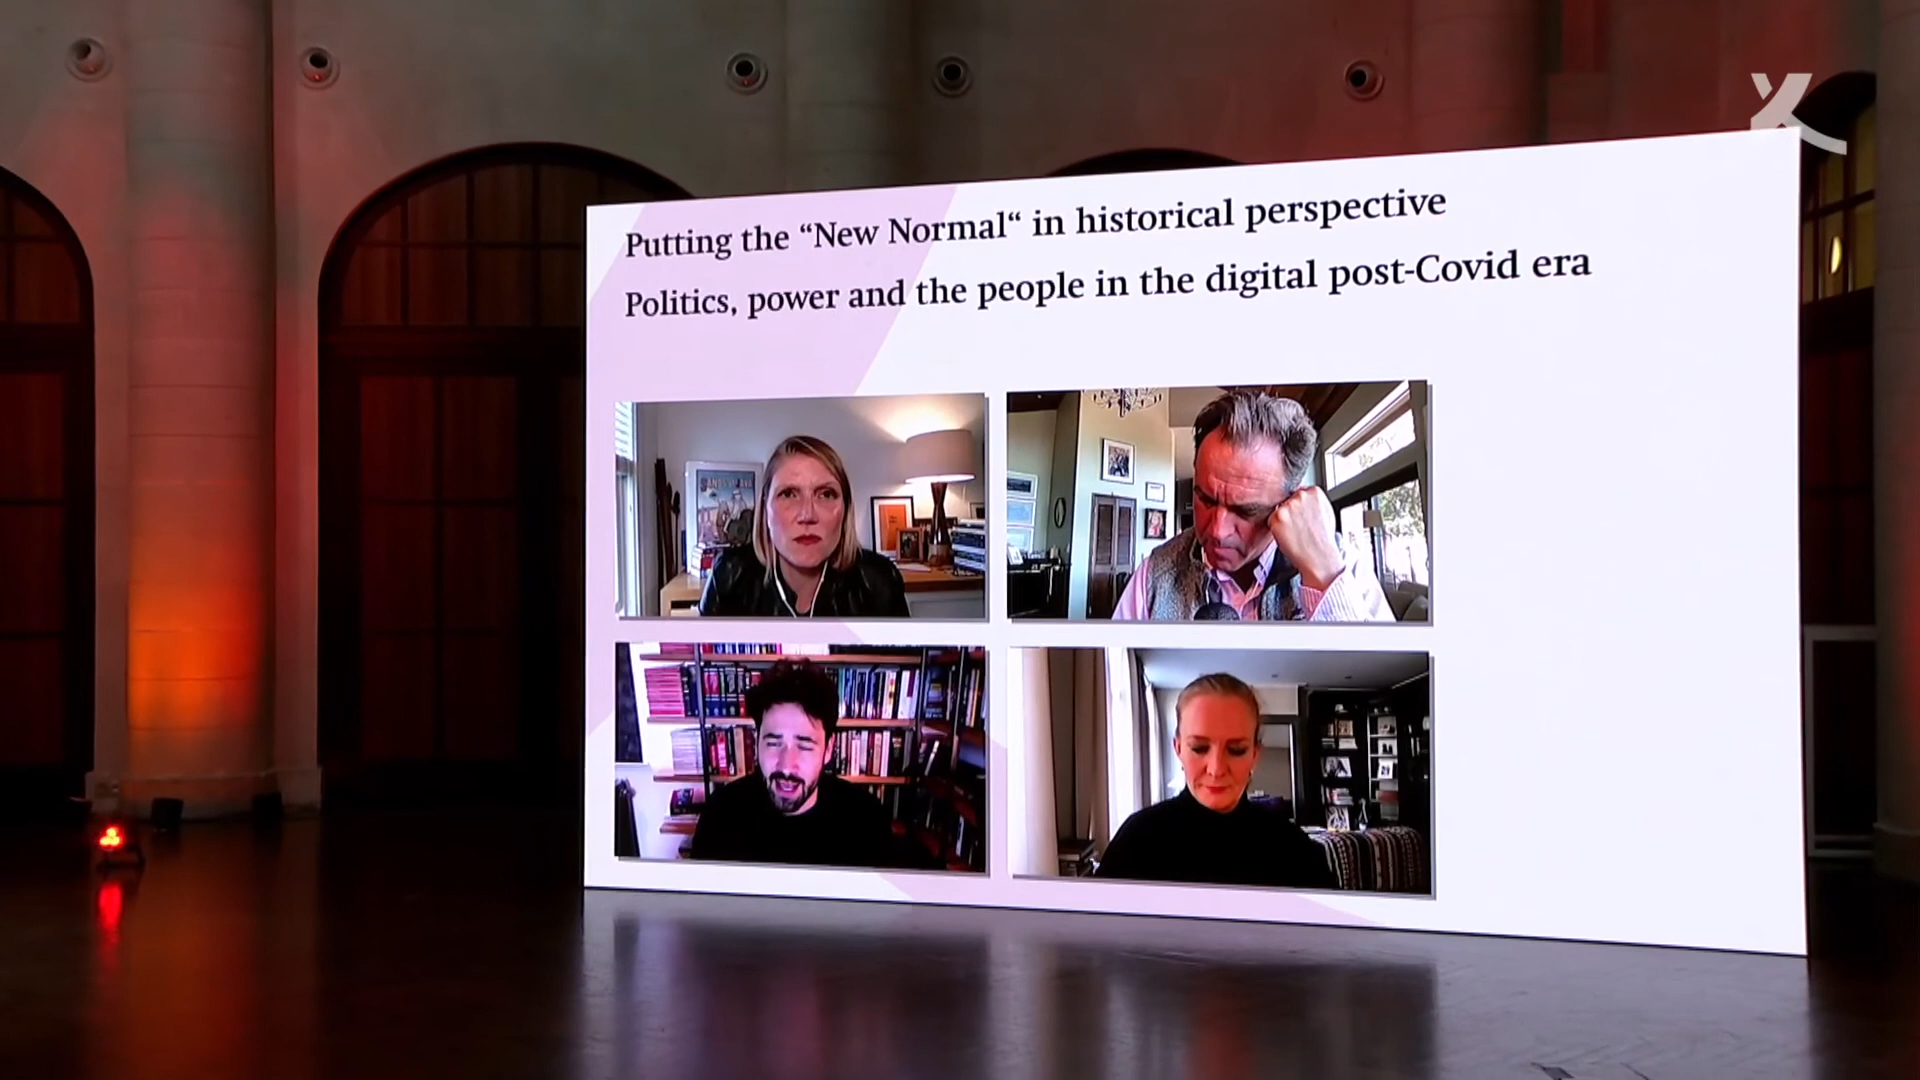 Putting the “New Normal“ in historical perspective
Politics, power and the people in the digital post-Covid era